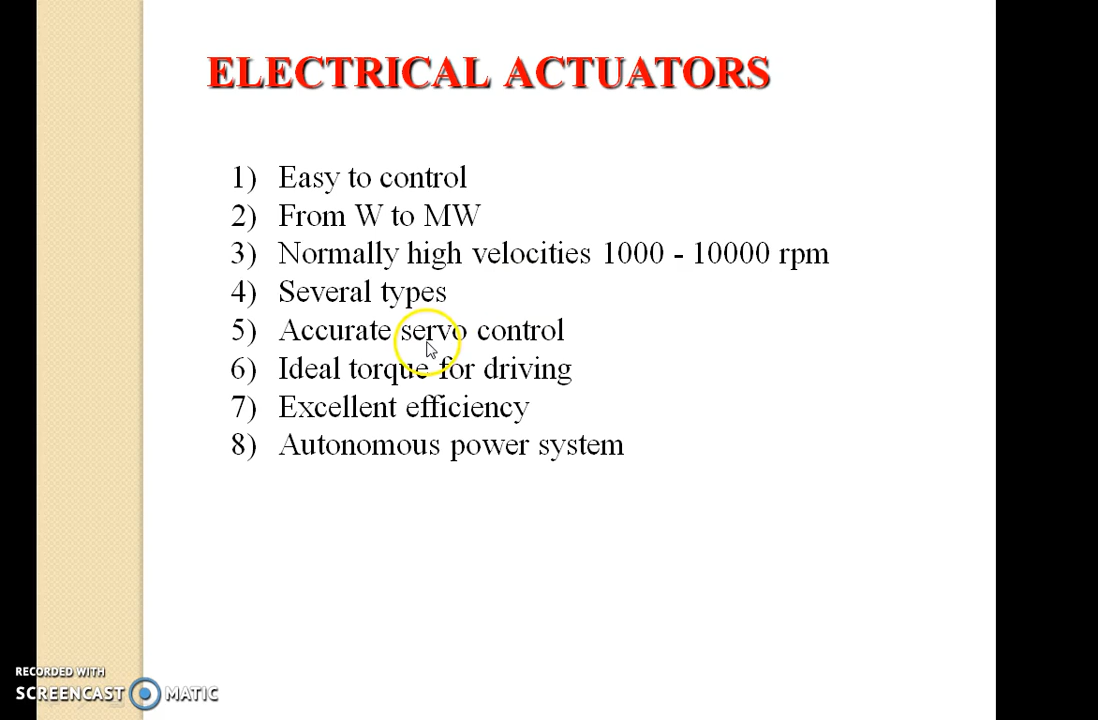 ELECTRICAL ACTUATORS
1) Easy to control
2) From W to MW
3) Normally high velocities 1000 - 10000 rpm
4) Several types
5) Accurate servo control
6) Ideal torque for driving
7) Excellent efficiency
8) Autonomous power system
RECORDED WITH
SCREENCAST MATIC